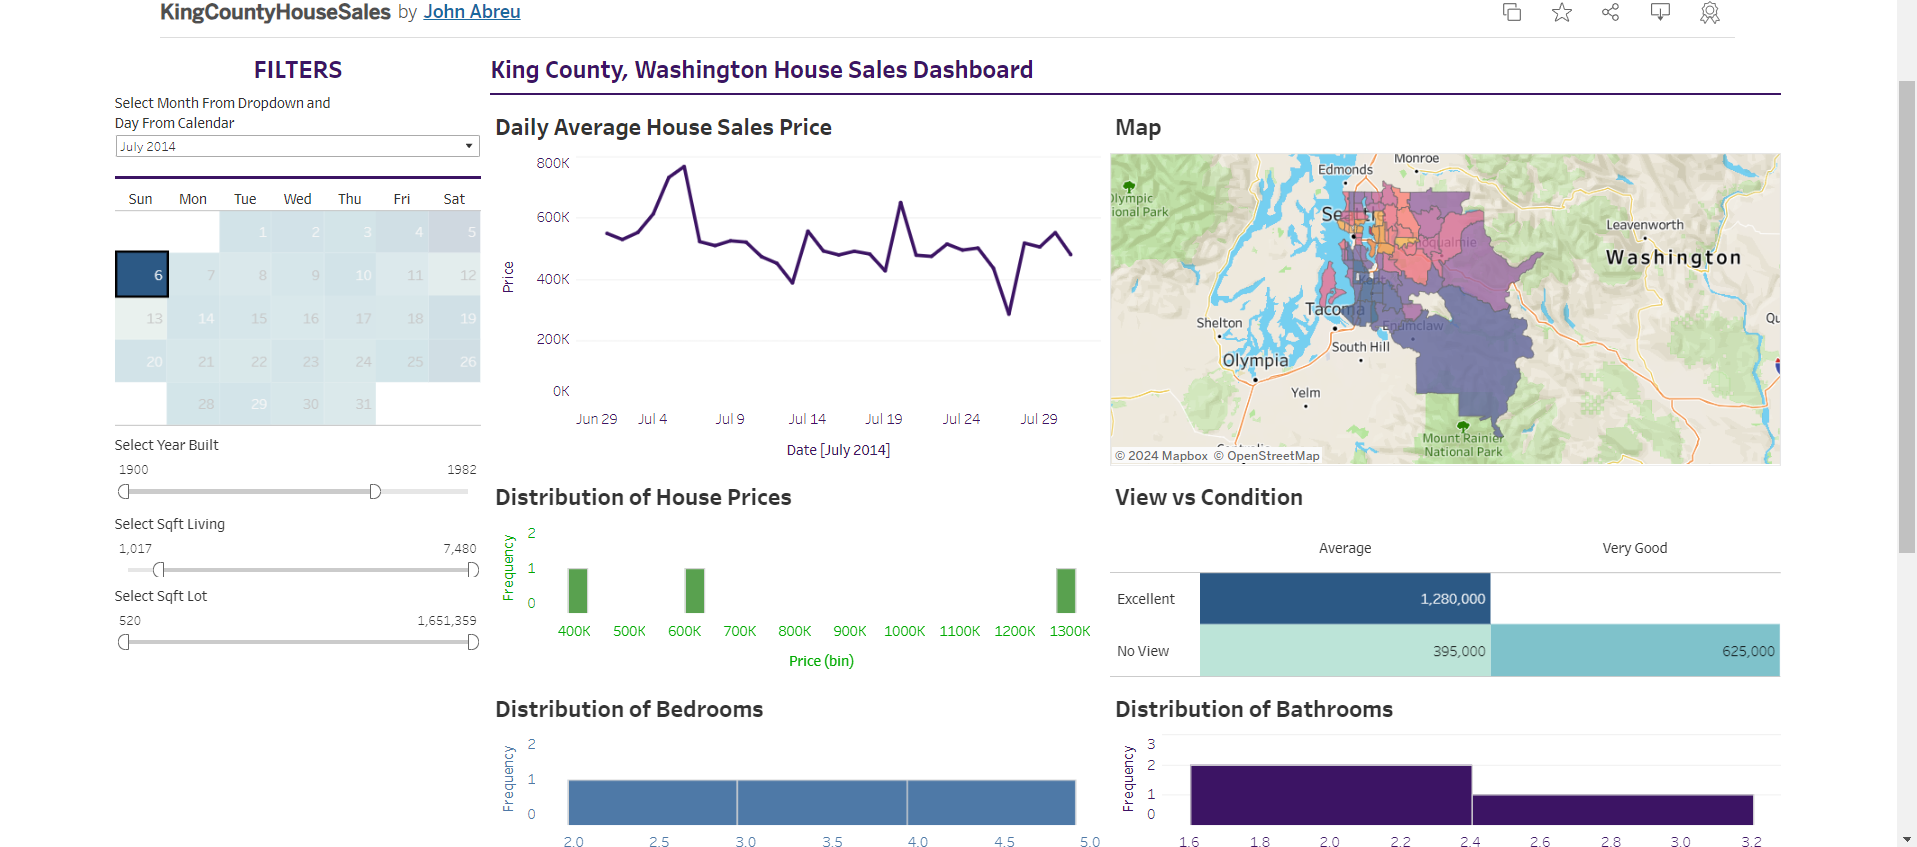 KingCountyHouseSales by John Abreu
FILTERS
Select Month From Dropdown and
Day From Calendar
July 2014
Sun Mon Tue Wed Thu Fri Sat
1 2 3 4 5
6 7 8 9 10 11 12
13 14 15 16 17 18 19
20 21 22 23 24 25 26
28 29 30 31
Select Year Built
1900 1982
Select Sqft Living
1,017 7,480
Select Sqft Lot
520 1,651,359
King County, Washington House Sales Dashboard
Daily Average House Sales Price
800K
600K
400K
200K
0K
Price
Jun 29 Jul 4 Jul 9 Jul 14 Jul 19 Jul 24 Jul 29
Date [July 2014]
Map
Monroe
Edmonds
Olympic
ional Park
Seattl
Leavenworth
oqualmie
Washington
Kent
Tacoma
Shelton
Enumclaw
Qu
South Hill
Olympia
Yelm
Mount Rainier
National Park
© 2024 Mapbox © OpenStreetMap
Distribution of House Prices
2
1
0
Frequency
400K 500K 600K 700K 800K 900K 1000K 1100K 1200K 1300K
Price (bin)
View vs Condition
Average Very Good
Excellent 1,280,000
No View 395,000 625,000
Distribution of Bedrooms
2
1
0
Frequency
2.0 2.5 3.0 3.5 4.0 4.5 5.0
Distribution of Bathrooms
3
2
1
0
Frequency
1.6 1.8 2.0 2.2 2.4 2.6 2.8 3.0 3.2